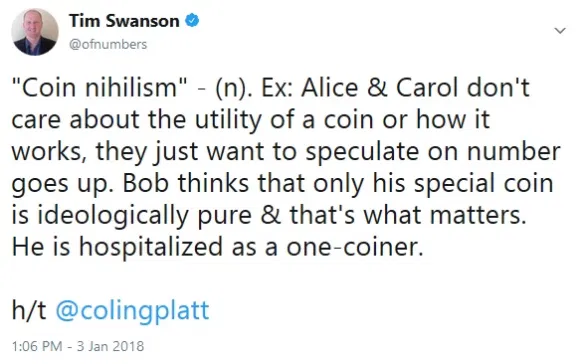 Tim Swanson
@ofnumbers
"Coin nihilism" - (n). Ex: Alice & Carol don't
care about the utility of a coin or how it
works, they just want to speculate on number
goes up. Bob thinks that only his special coin
is ideologically pure & that's what matters.
He is hospitalized as a one-coiner.
h/t @colingplatt
1:06 PM - 3 Jan 2018